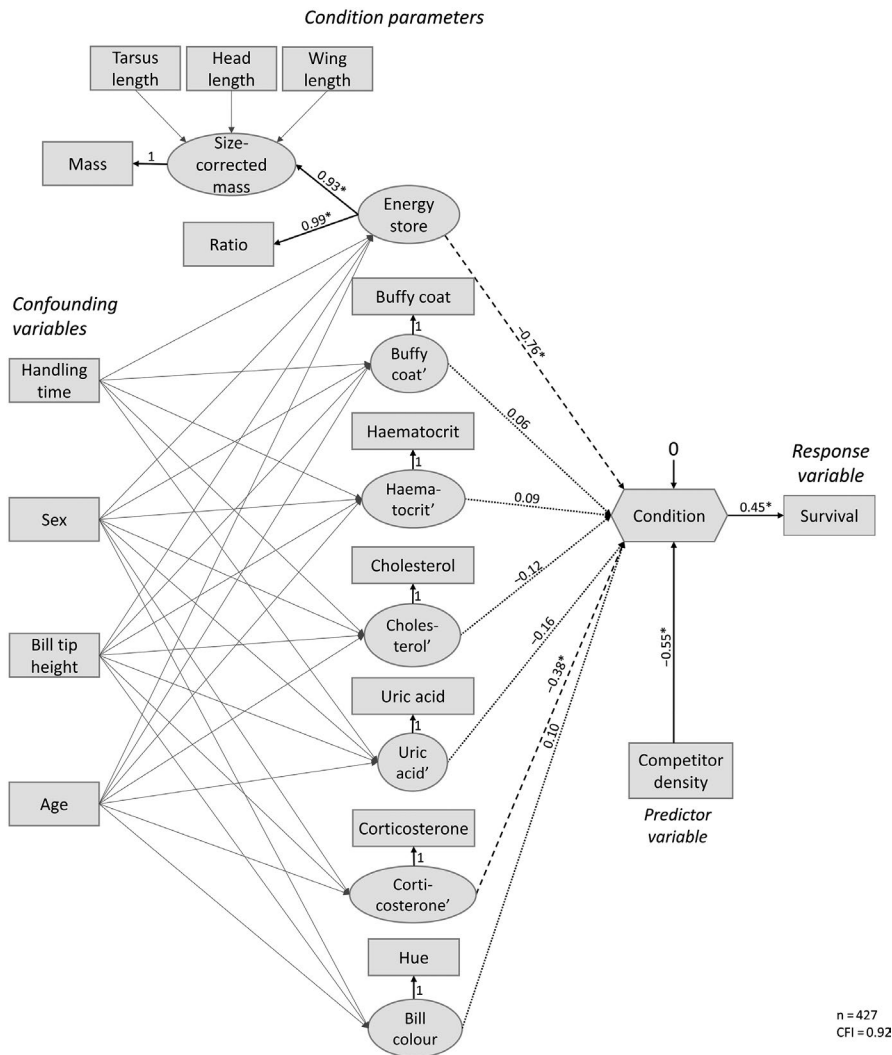 Condition parameters
Tarsus
length
Head
length
Wing
length
Mass
1
Size-
corrected
mass
0.93*
Energy
store
0.99*
Ratio
Confounding
variables
Buffy coat
1
Buffy
coat’
−0.76*
0.06
Handling
time
Haematocrit
1
Haema-
tocrit’
0.09
0
Response
variable
Condition
0.45*
Survival
Sex
Cholesterol
1
Choles-
terol’
−0.12
Bill tip
height
Uric acid
1
Uric
acid’
−0.16
−0.38*
0.10
−0.55*
Competitor
density
Predictor
variable
Age
Corticosterone
1
Corti-
costerone’
Hue
1
Bill
colour
n = 427
CFI = 0.92